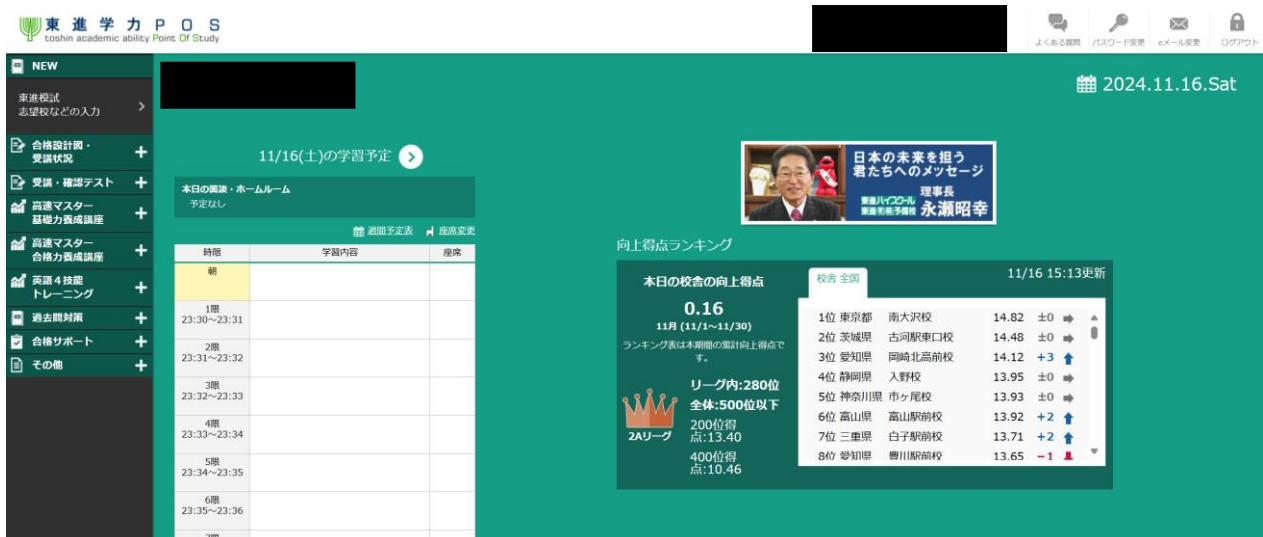 東進学力POS
toshin academic ability Point Of Study
よくある質問 パスワード変更 eメール変更 ログアウト
NEW
東進模試
志望校などの入力
合格設計図・
受講状況
受講・確認テスト
高速マスター
基礎力養成講座
高速マスター
合格力養成講座
英語4技能
トレーニング
過去問対策
合格サポート
その他
2024.11.16.Sat
11/16(土)の学習予定
本日の面談・ホームルーム
予定なし
週間予定表 座席変更
時限 学習内容 座席
朝
1限
23:30~23:31
2限
23:31~23:32
3限
23:32~23:33
4限
23:33~23:34
5限
23:34~23:35
6限
23:35~23:36
日本の未来を担う
君たちへのメッセージ
理事長
東進ハイスクール
東進衛星予備校
永瀬昭幸
向上得点ランキング
本日の校舎の向上得点
0.16
11月 (11/1~11/30)
ランキング表は本期間の累計向上得点で
す。
2Aリーグ
リーグ内:280位
全体:500位以下
200位得
点:13.40
400位得
点:10.46
校舎 全国
11/16 15:13更新
1位 東京都 南大沢校 14.82 ±0
2位 茨城県 古河駅東口校 14.48 ±0
3位 愛知県 岡崎北高前校 14.12 +3
4位 静岡県 入野校 13.95 ±0
5位 神奈川県 市ヶ尾校 13.93 ±0
6位 富山県 富山駅前校 13.92 +2
7位 三重県 白子駅前校 13.71 +2
8位 愛知県 豊川駅前校 13.65 −1